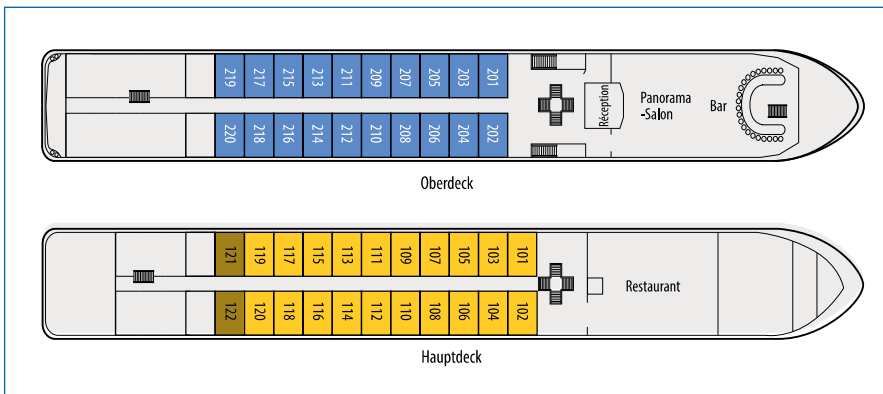 219 217 215 213 211 209 207 205 203 201
Réception
Panorama
-Salon
Bar
220 218 216 214 212 210 208 206 204 202
Oberdeck
121 119 117 115 113 111 109 107 105 103 101
Restaurant
122 120 118 116 114 112 110 108 106 104 102
Hauptdeck